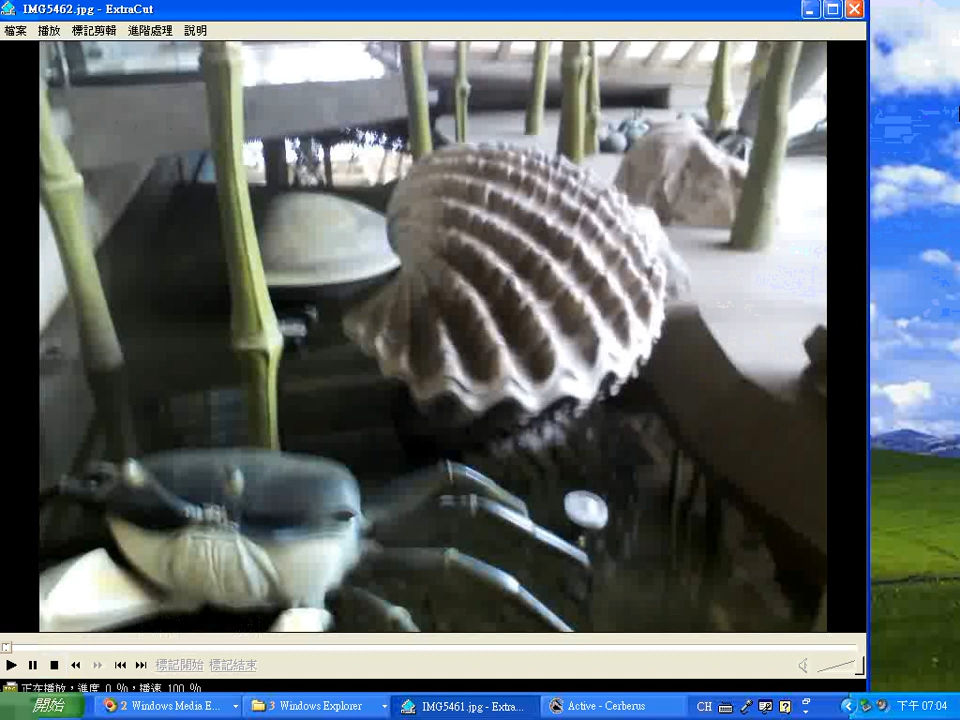 IMG5462.jpg - ExtraCut
檔案 播放 標記剪輯 進階處理 說明
標記開始 標記結束
正在播放，進度 0 %，播速 100 %
開始 2 Windows Media E... 3 Windows Explorer IMG5461.jpg - Extra... Active - Cerberus CH 下午 07:04